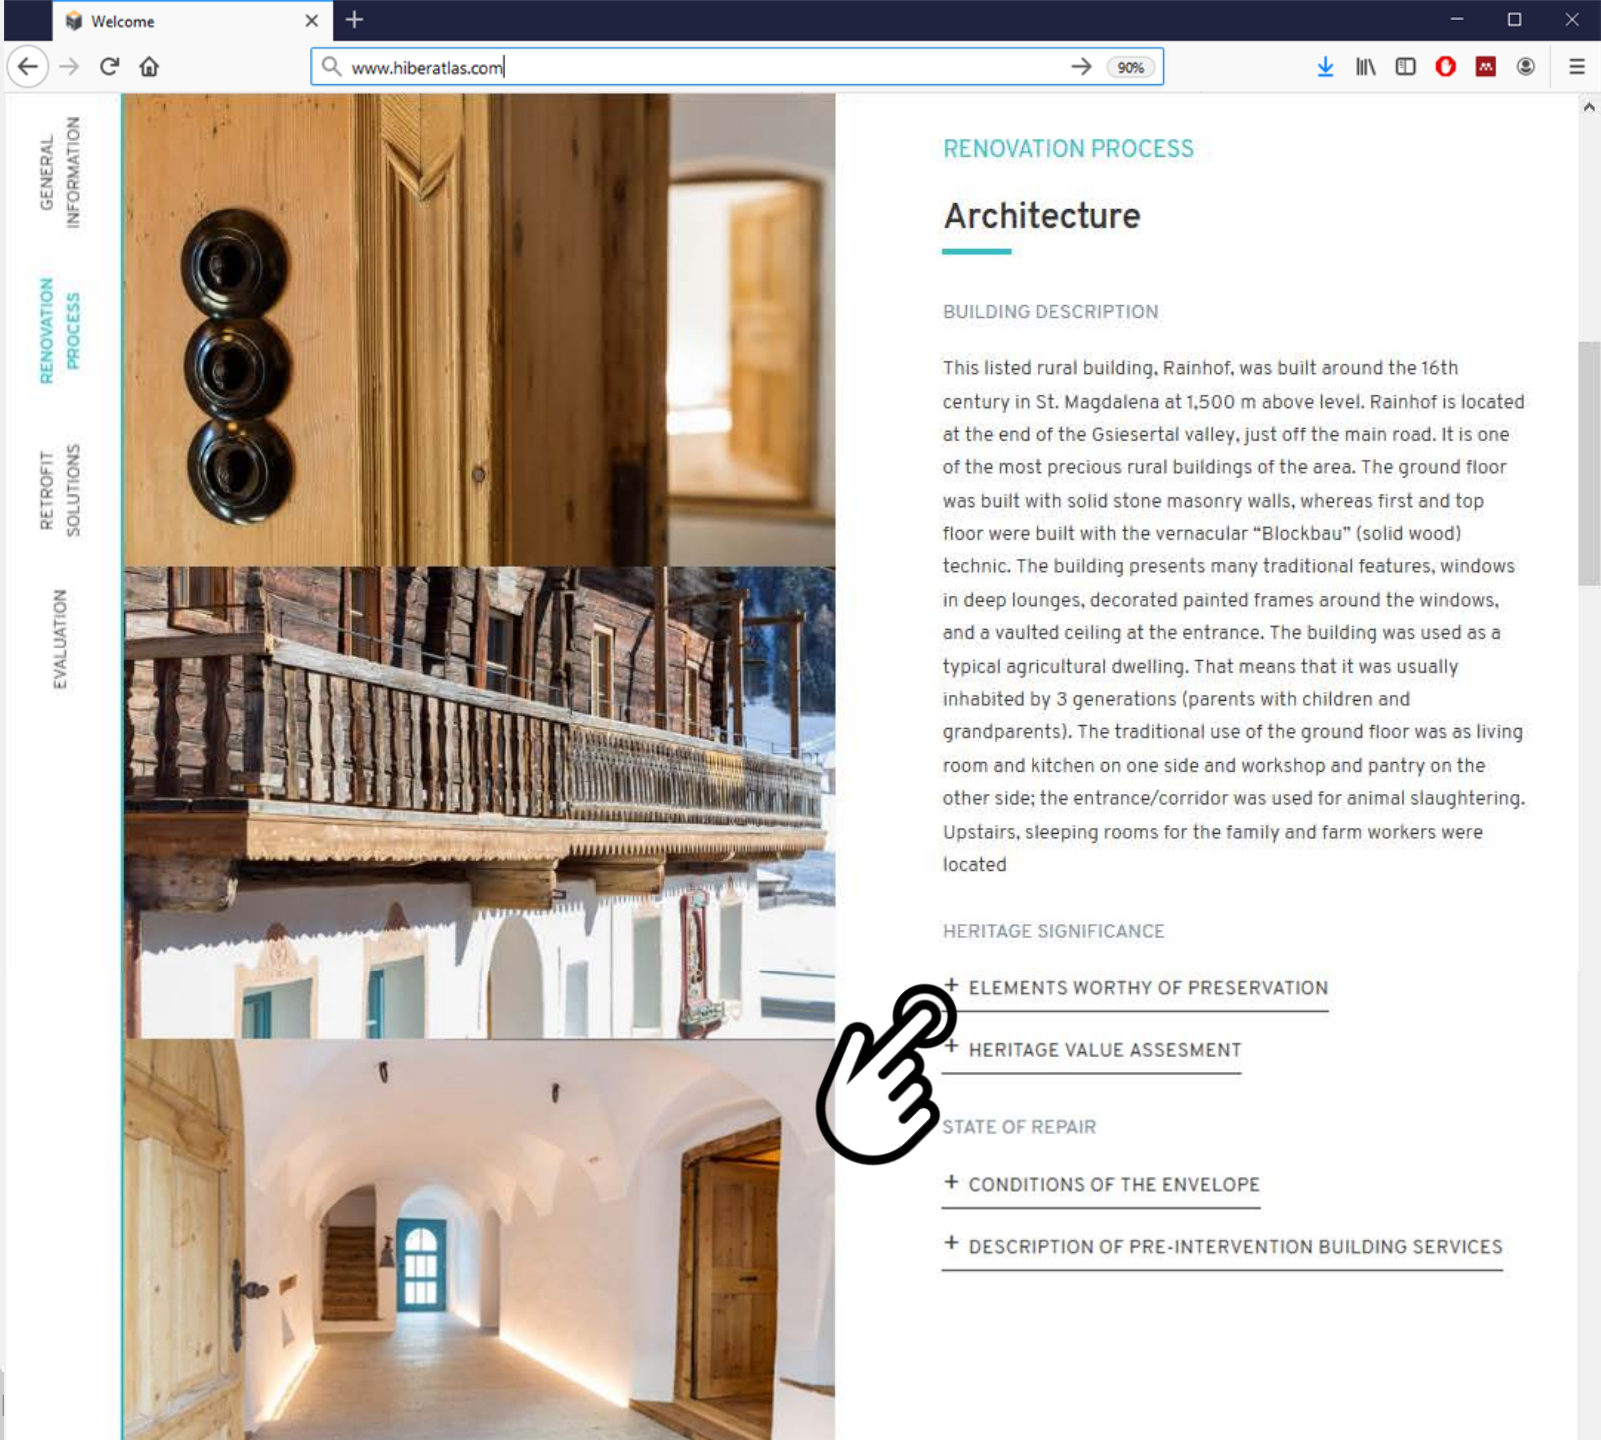 Welcome
www.hiberatlas.com
90%
GENERAL
INFORMATION
RENOVATION
PROCESS
RETROFIT
SOLUTIONS
EVALUATION
RENOVATION PROCESS
Architecture
BUILDING DESCRIPTION
This listed rural building, Rainhof, was built around the 16th
century in St. Magdalena at 1,500 m above level. Rainhof is located
at the end of the Gsiesertal valley, just off the main road. It is one
of the most precious rural buildings of the area. The ground floor
was built with solid stone masonry walls, whereas first and top
floor were built with the vernacular “Blockbau” (solid wood)
technic. The building presents many traditional features, windows
in deep lounges, decorated painted frames around the windows,
and a vaulted ceiling at the entrance. The building was used as a
typical agricultural dwelling. That means that it was usually
inhabited by 3 generations (parents with children and
grandparents). The traditional use of the ground floor was as living
room and kitchen on one side and workshop and pantry on the
other side; the entrance/corridor was used for animal slaughtering.
Upstairs, sleeping rooms for the family and farm workers were
located
HERITAGE SIGNIFICANCE
+ ELEMENTS WORTHY OF PRESERVATION
+ HERITAGE VALUE ASSESMENT
STATE OF REPAIR
+ CONDITIONS OF THE ENVELOPE
+ DESCRIPTION OF PRE-INTERVENTION BUILDING SERVICES